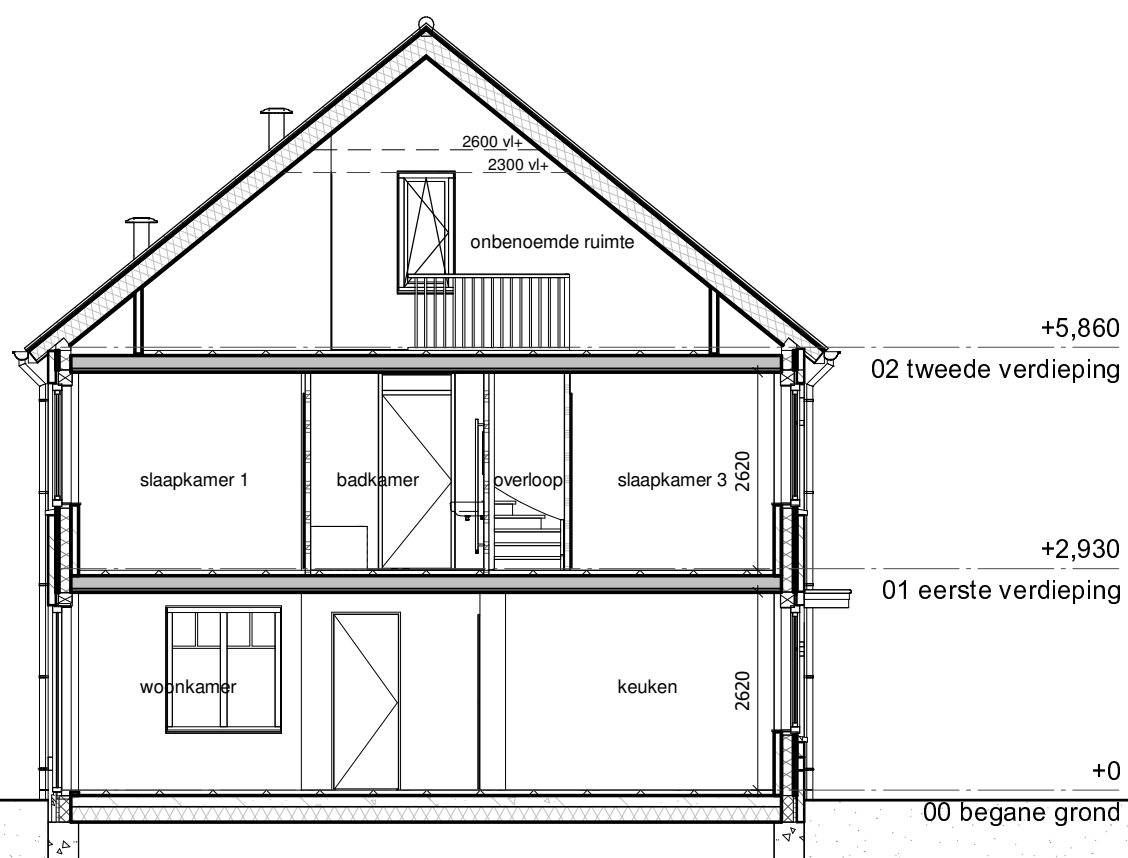 2600 vl+
2300 vl+
onbenoemde ruimte
+5,860
02 tweede verdieping
slaapkamer 1
badkamer
overloop
slaapkamer 3
2620
+2,930
01 eerste verdieping
woonkamer
keuken
2620
+0
00 begane grond